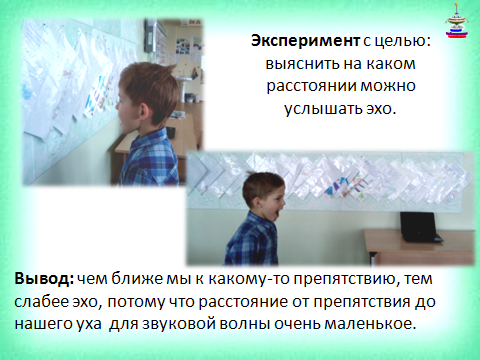 Эксперимент с целью:
выяснить на каком
расстоянии можно
услышать эхо.
Вывод: чем ближе мы к какому-то препятствию, тем
слабее эхо, потому что расстояние от препятствия до
нашего уха для звуковой волны очень маленькое.